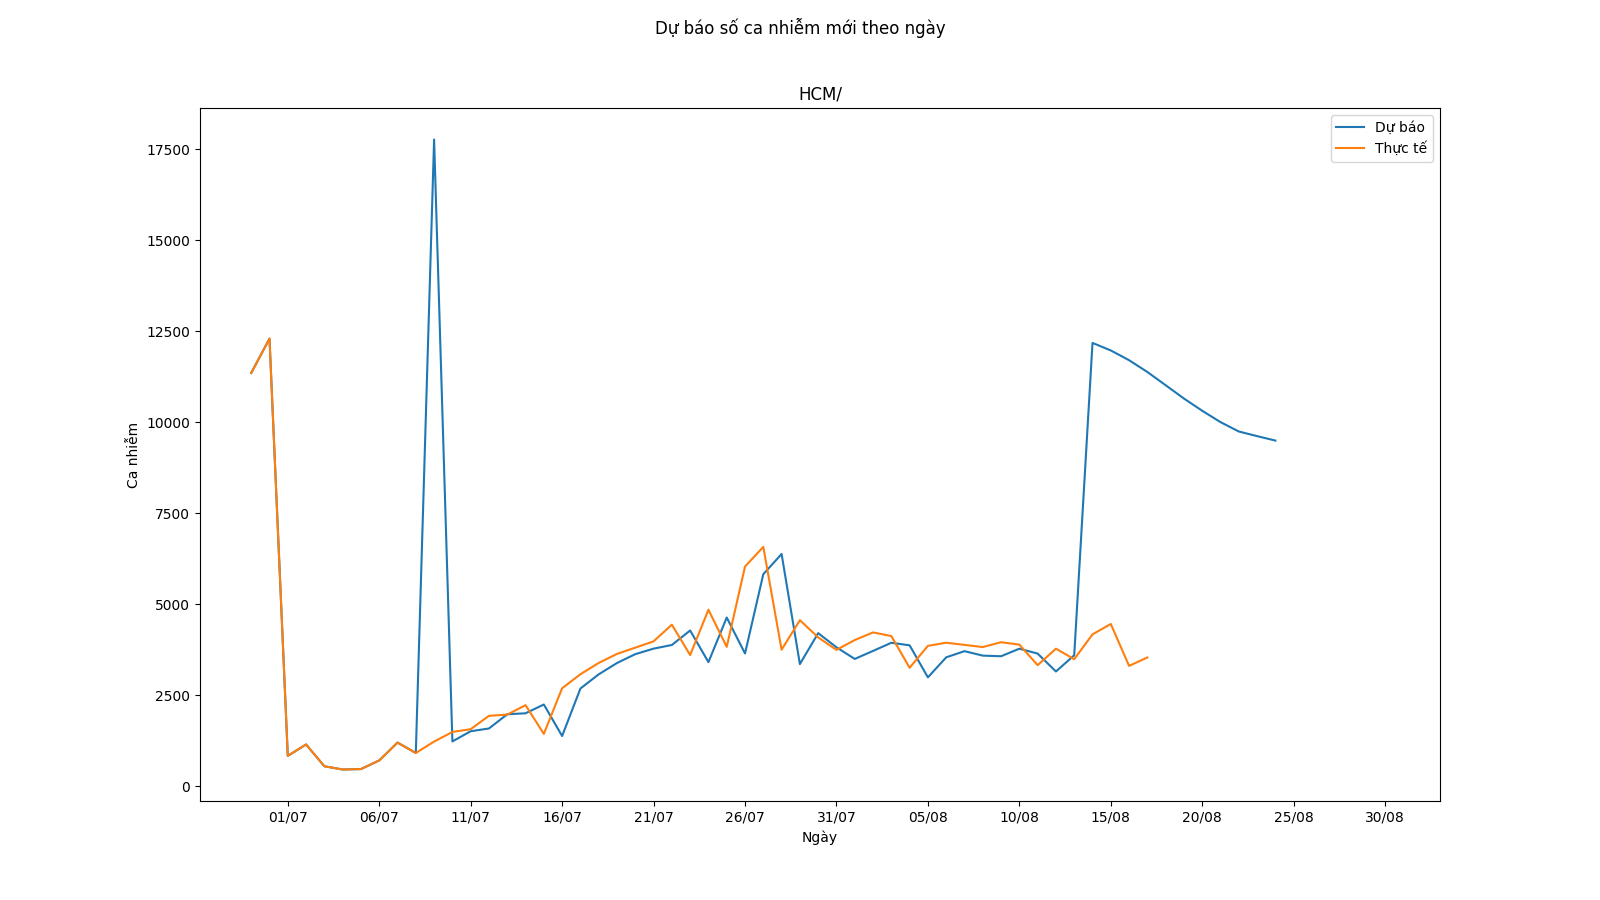 Dự báo số ca nhiễm mới theo ngày
HCM/
Dự báo
Thực tế
17500
15000
12500
10000
7500
5000
2500
0
Ca nhiễm
01/07 06/07 11/07 16/07 21/07 26/07 31/07 05/08 10/08 15/08 20/08 25/08 30/08
Ngày